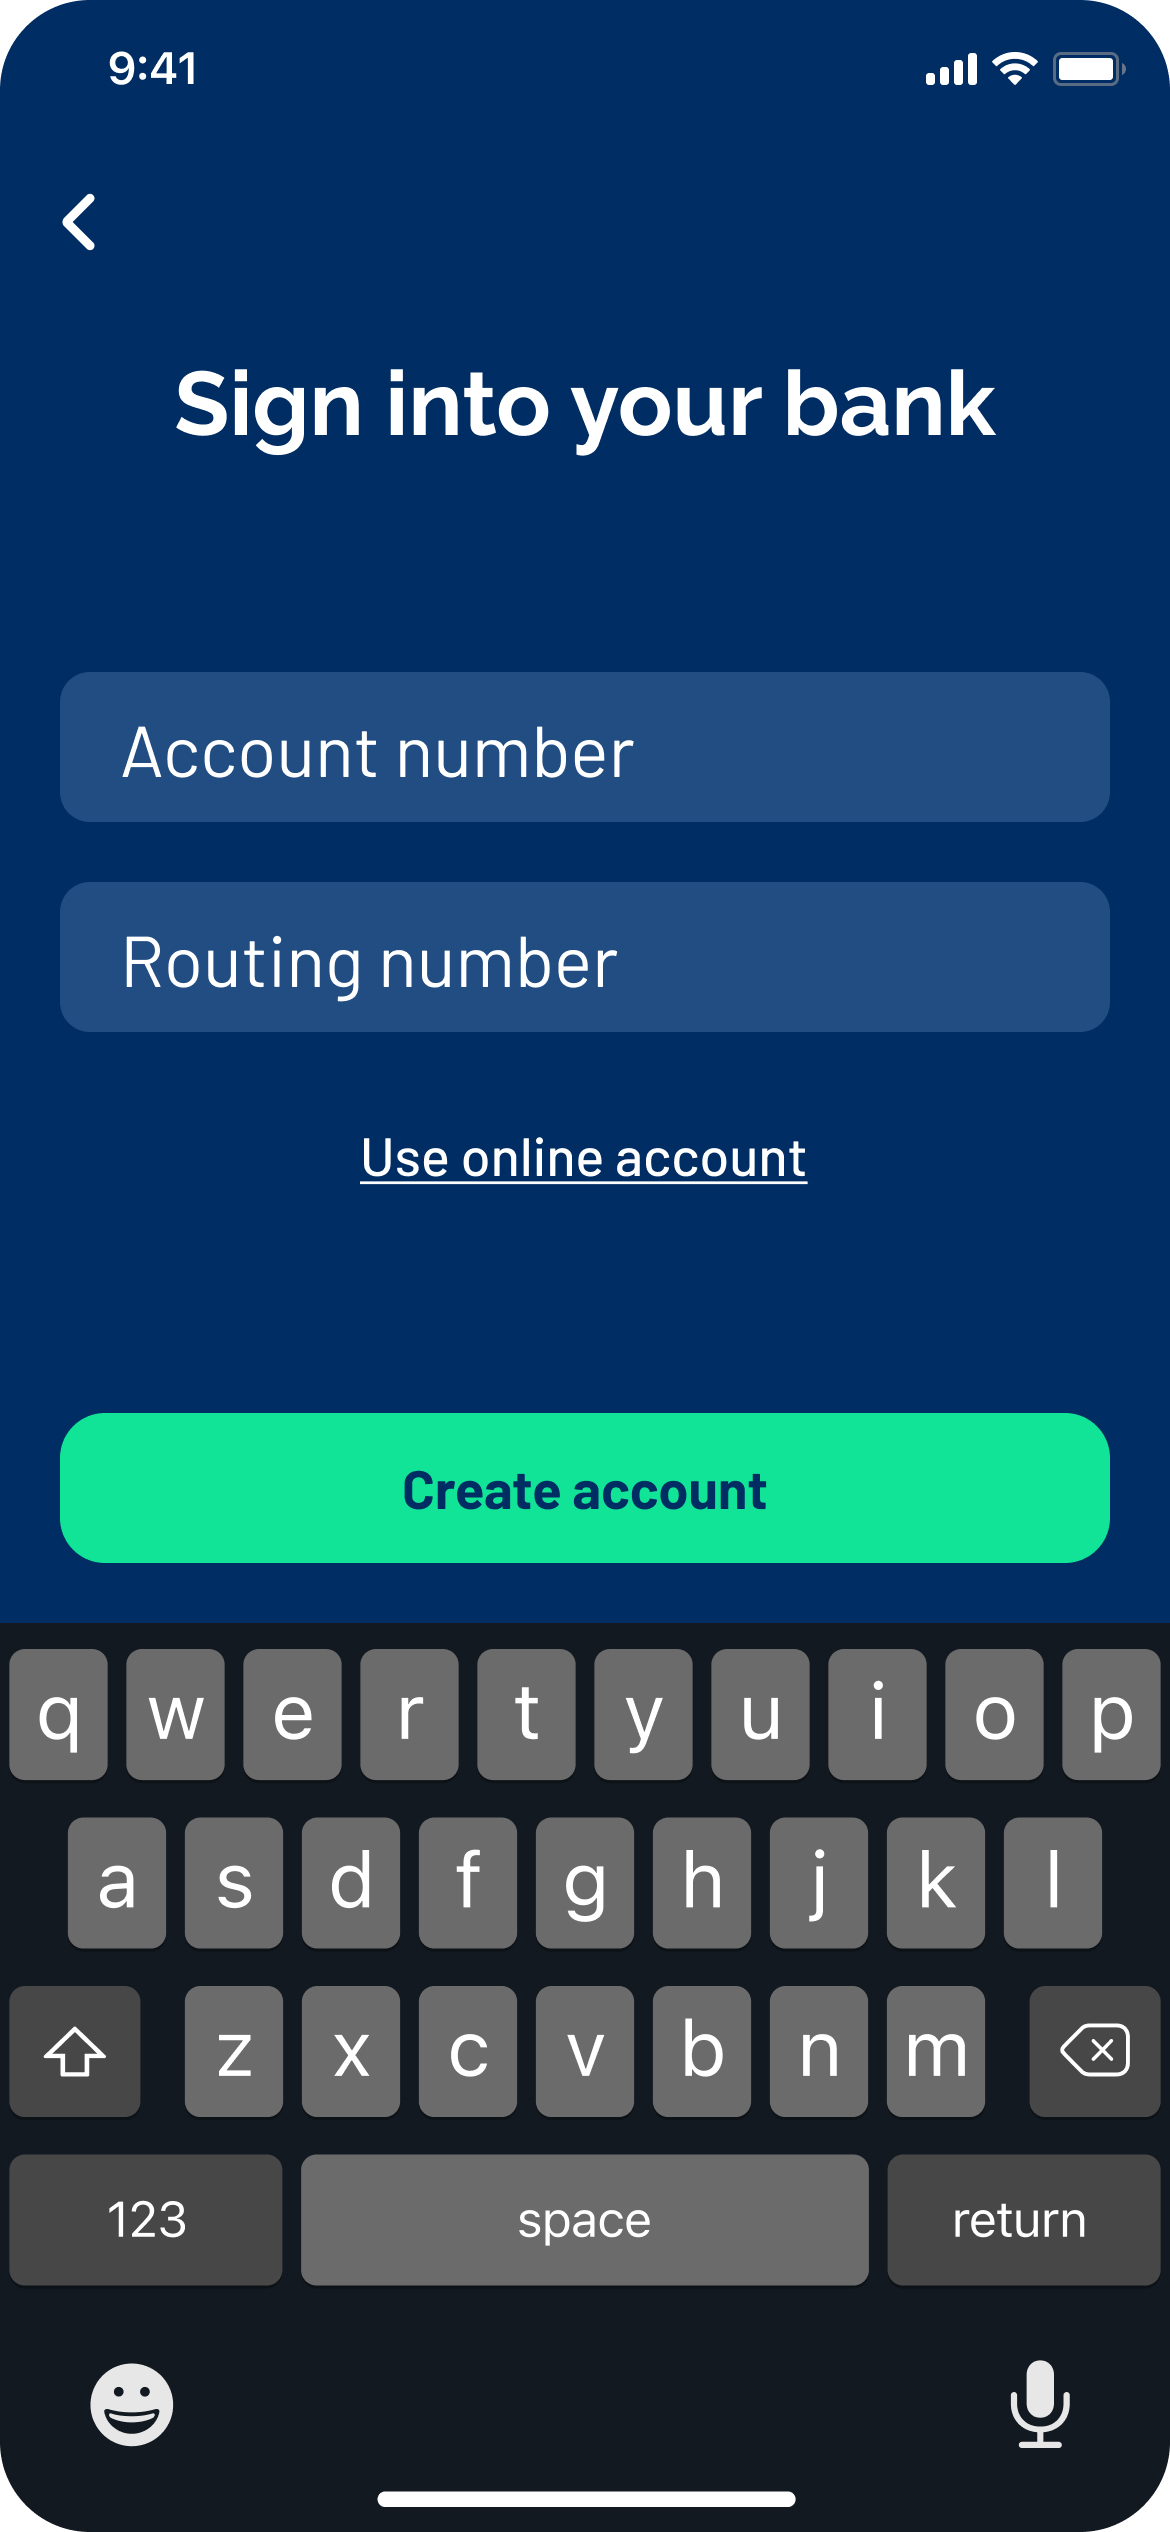 9:41
Sign into your bank
Account number
Routing number
Use online account
Create account
q w e r t y u i o p
a s d f g h j k l
z x c v b n m
123 space return